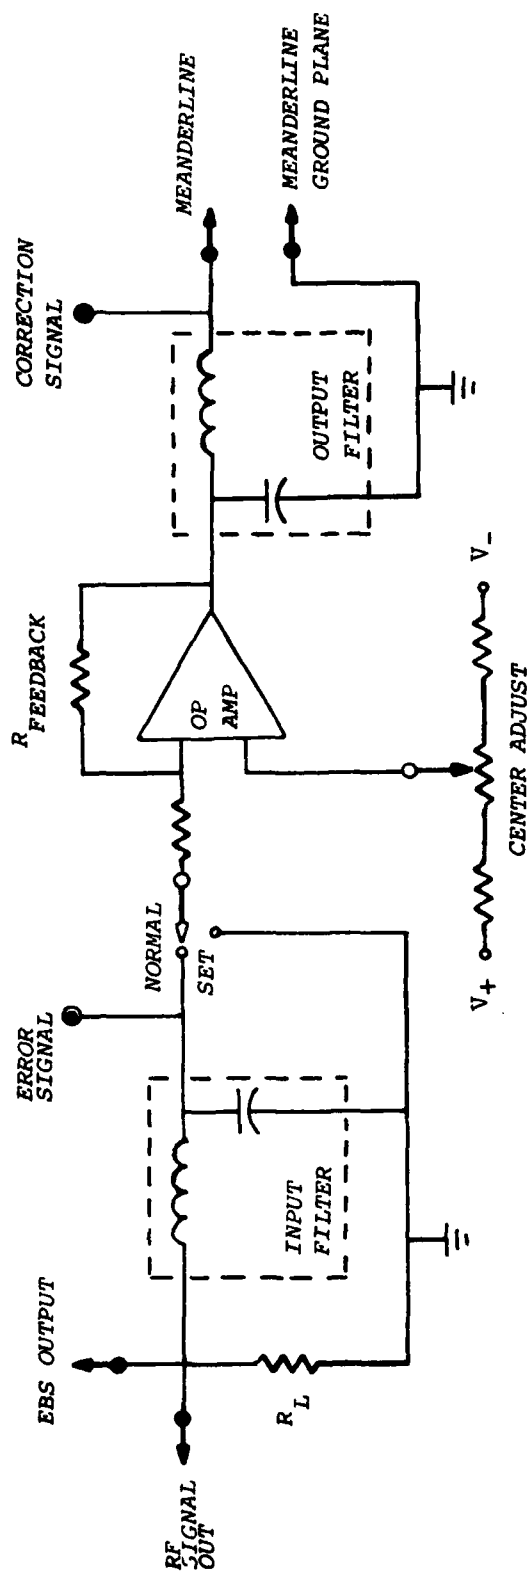 RF
SIGNAL
OUT
EBS OUTPUT
R L
INPUT
FILTER
ERROR
SIGNAL
NORMAL
SET
R FEEDBACK
OP
AMP
V+
CENTER ADJUST
V-
OUTPUT
FILTER
CORRECTION
SIGNAL
MEANDERLINE
MEANDERLINE
GROUND PLANE